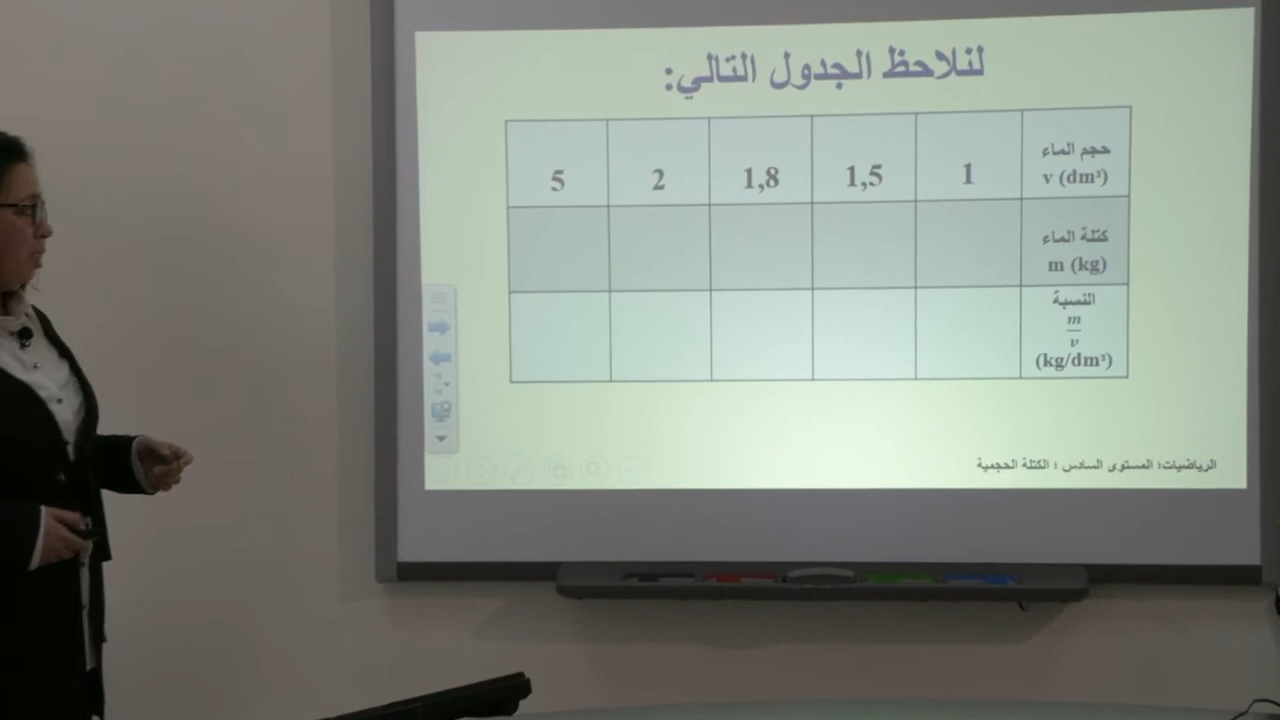 لنلاحظ الجدول التالي:
حجم الماء
v (dm³)
1
1,5
1,8
2
5
كتلة الماء
m (kg)
النسبة
m
v
(kg/dm³)
الرياضيات؛ المستوى السادس ؛ الكتلة الحجمية